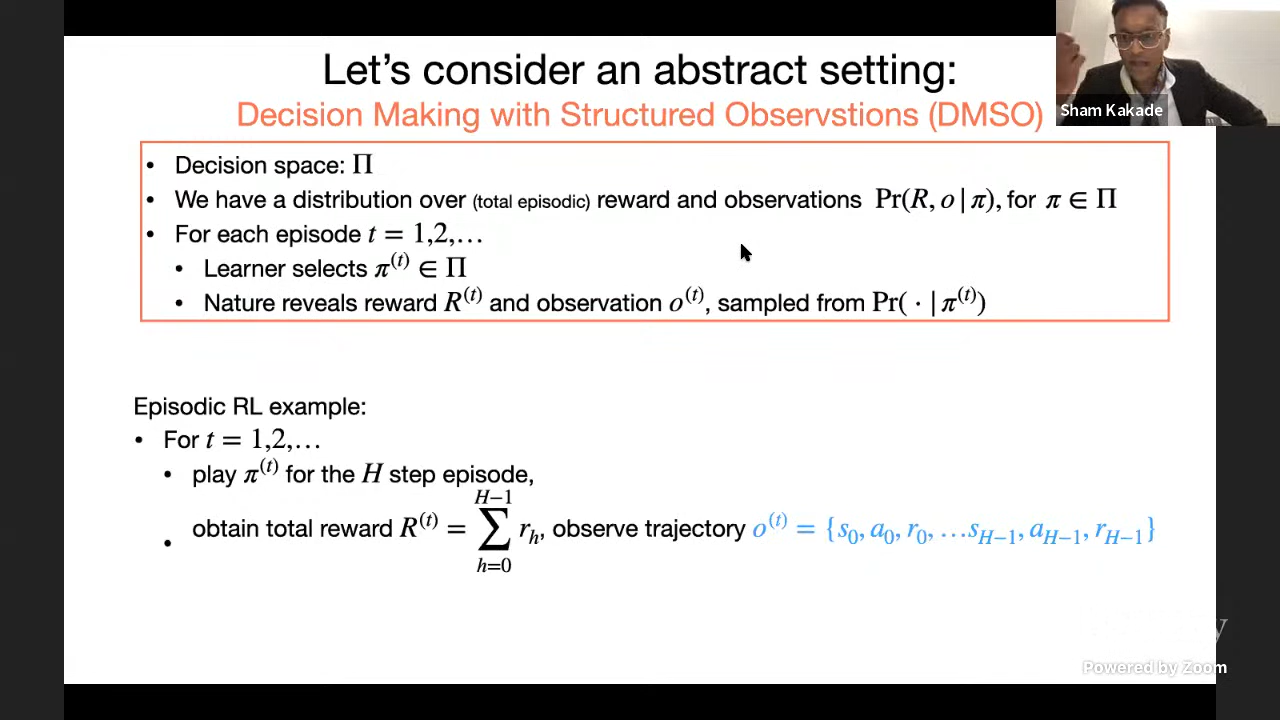 Let's consider an abstract setting:
Decision Making with Structured Observstions (DMSO)
Sham Kakade
• Decision space: Π
• We have a distribution over (total episodic) reward and observations Pr(R, o | π), for π ∈ Π
• For each episode t = 1,2,…
• Learner selects π^(t) ∈ Π
• Nature reveals reward R^(t) and observation o^(t), sampled from Pr( · | π^(t))
Episodic RL example:
• For t = 1,2,…
• play π^(t) for the H step episode,
• obtain total reward R^(t) = ∑_{h=0}^{H−1} r_h, observe trajectory o^(t) = {s_0, a_0, r_0, …s_{H−1}, a_{H−1}, r_{H−1}}
Powered by Zoom